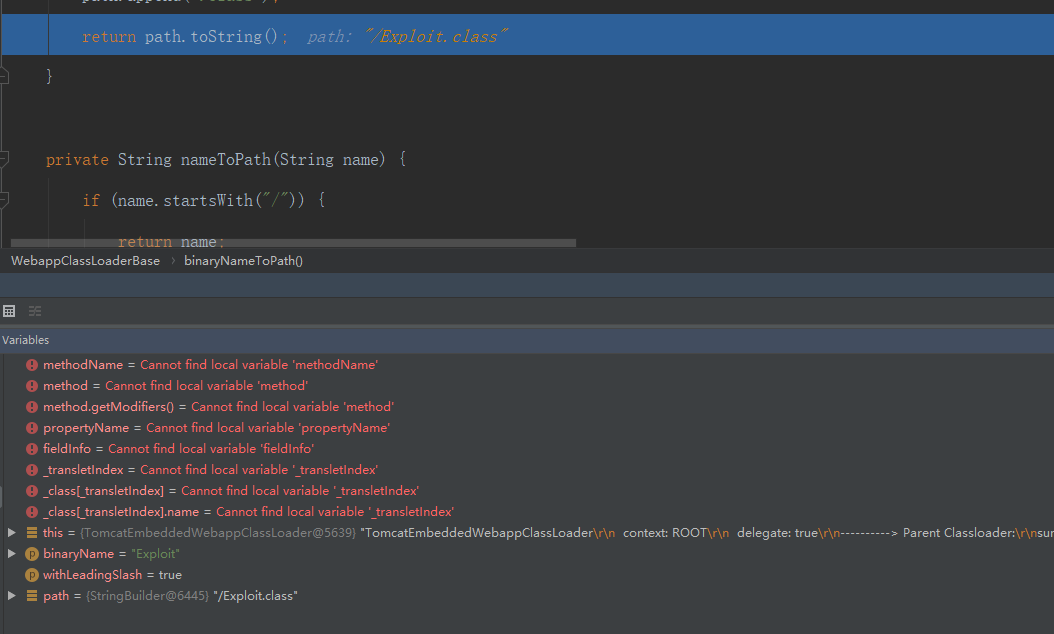 return path.toString(); path: "/Exploit.class"
}
private String nameToPath(String name) {
if (name.startsWith("/")) {
return name;
WebappClassLoaderBase › binaryNameToPath()
Variables
methodName = Cannot find local variable 'methodName'
method = Cannot find local variable 'method'
method.getModifiers() = Cannot find local variable 'method'
propertyName = Cannot find local variable 'propertyName'
fieldInfo = Cannot find local variable 'fieldInfo'
_transletIndex = Cannot find local variable '_transletIndex'
_class[_transletIndex] = Cannot find local variable '_transletIndex'
_class[_transletIndex].name = Cannot find local variable '_transletIndex'
this = {TomcatEmbeddedWebappClassLoader@5639} "TomcatEmbeddedWebappClassLoader\r\n context: ROOT\r\n delegate: true\r\n----------> Parent Classloader:\r\nsun
p binaryName = "Exploit"
p withLeadingSlash = true
path = {StringBuilder@6445} "/Exploit.class"